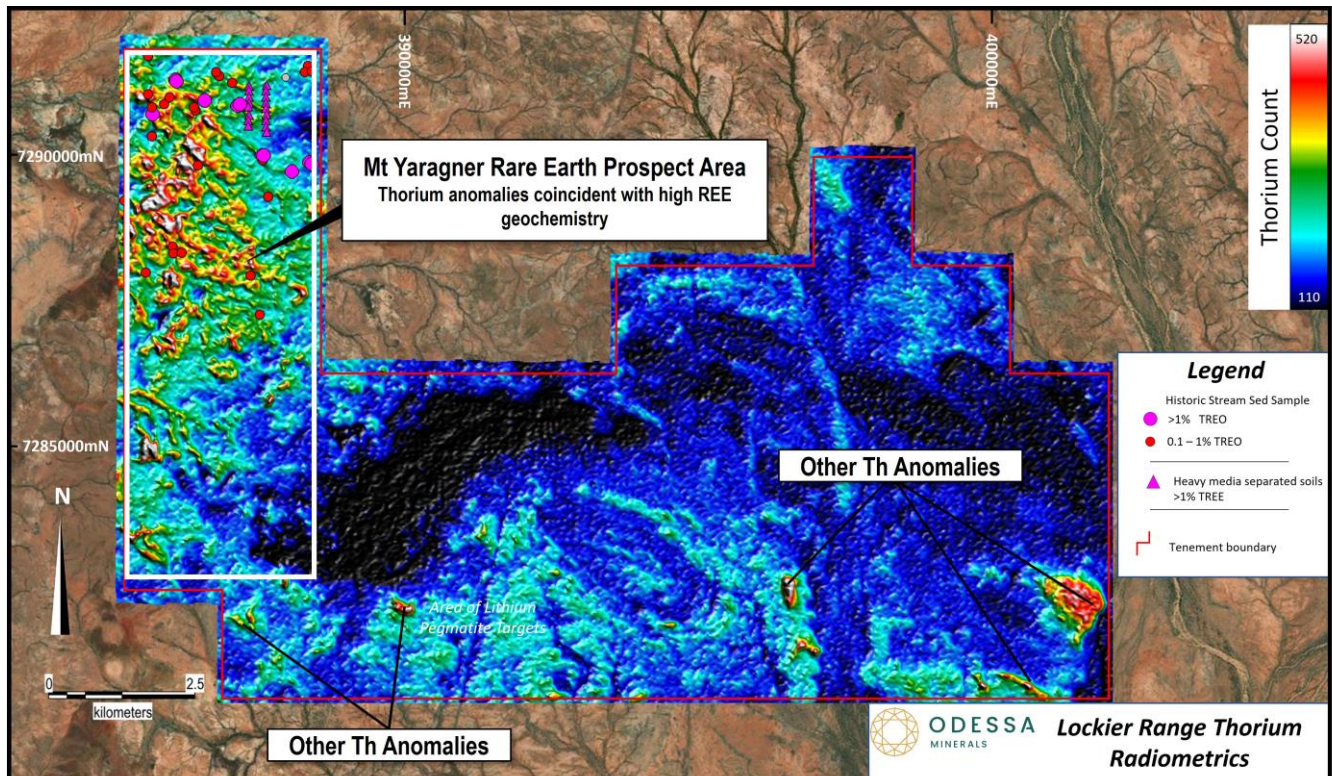 390000mE
400000mE
520
Thorium Count
110
7290000mN
Mt Yaragner Rare Earth Prospect Area
Thorium anomalies coincident with high REE
geochemistry
7285000mN
N
Legend
Historic Stream Sed Sample
>1% TREO
0.1 – 1% TREO
Heavy media separated soils
>1% TREE
Tenement boundary
Other Th Anomalies
Area of Lithium
Pegmatite Targets
0 2.5
kilometers
Other Th Anomalies
ODESSA
MINERALS
Lockier Range Thorium
Radiometrics